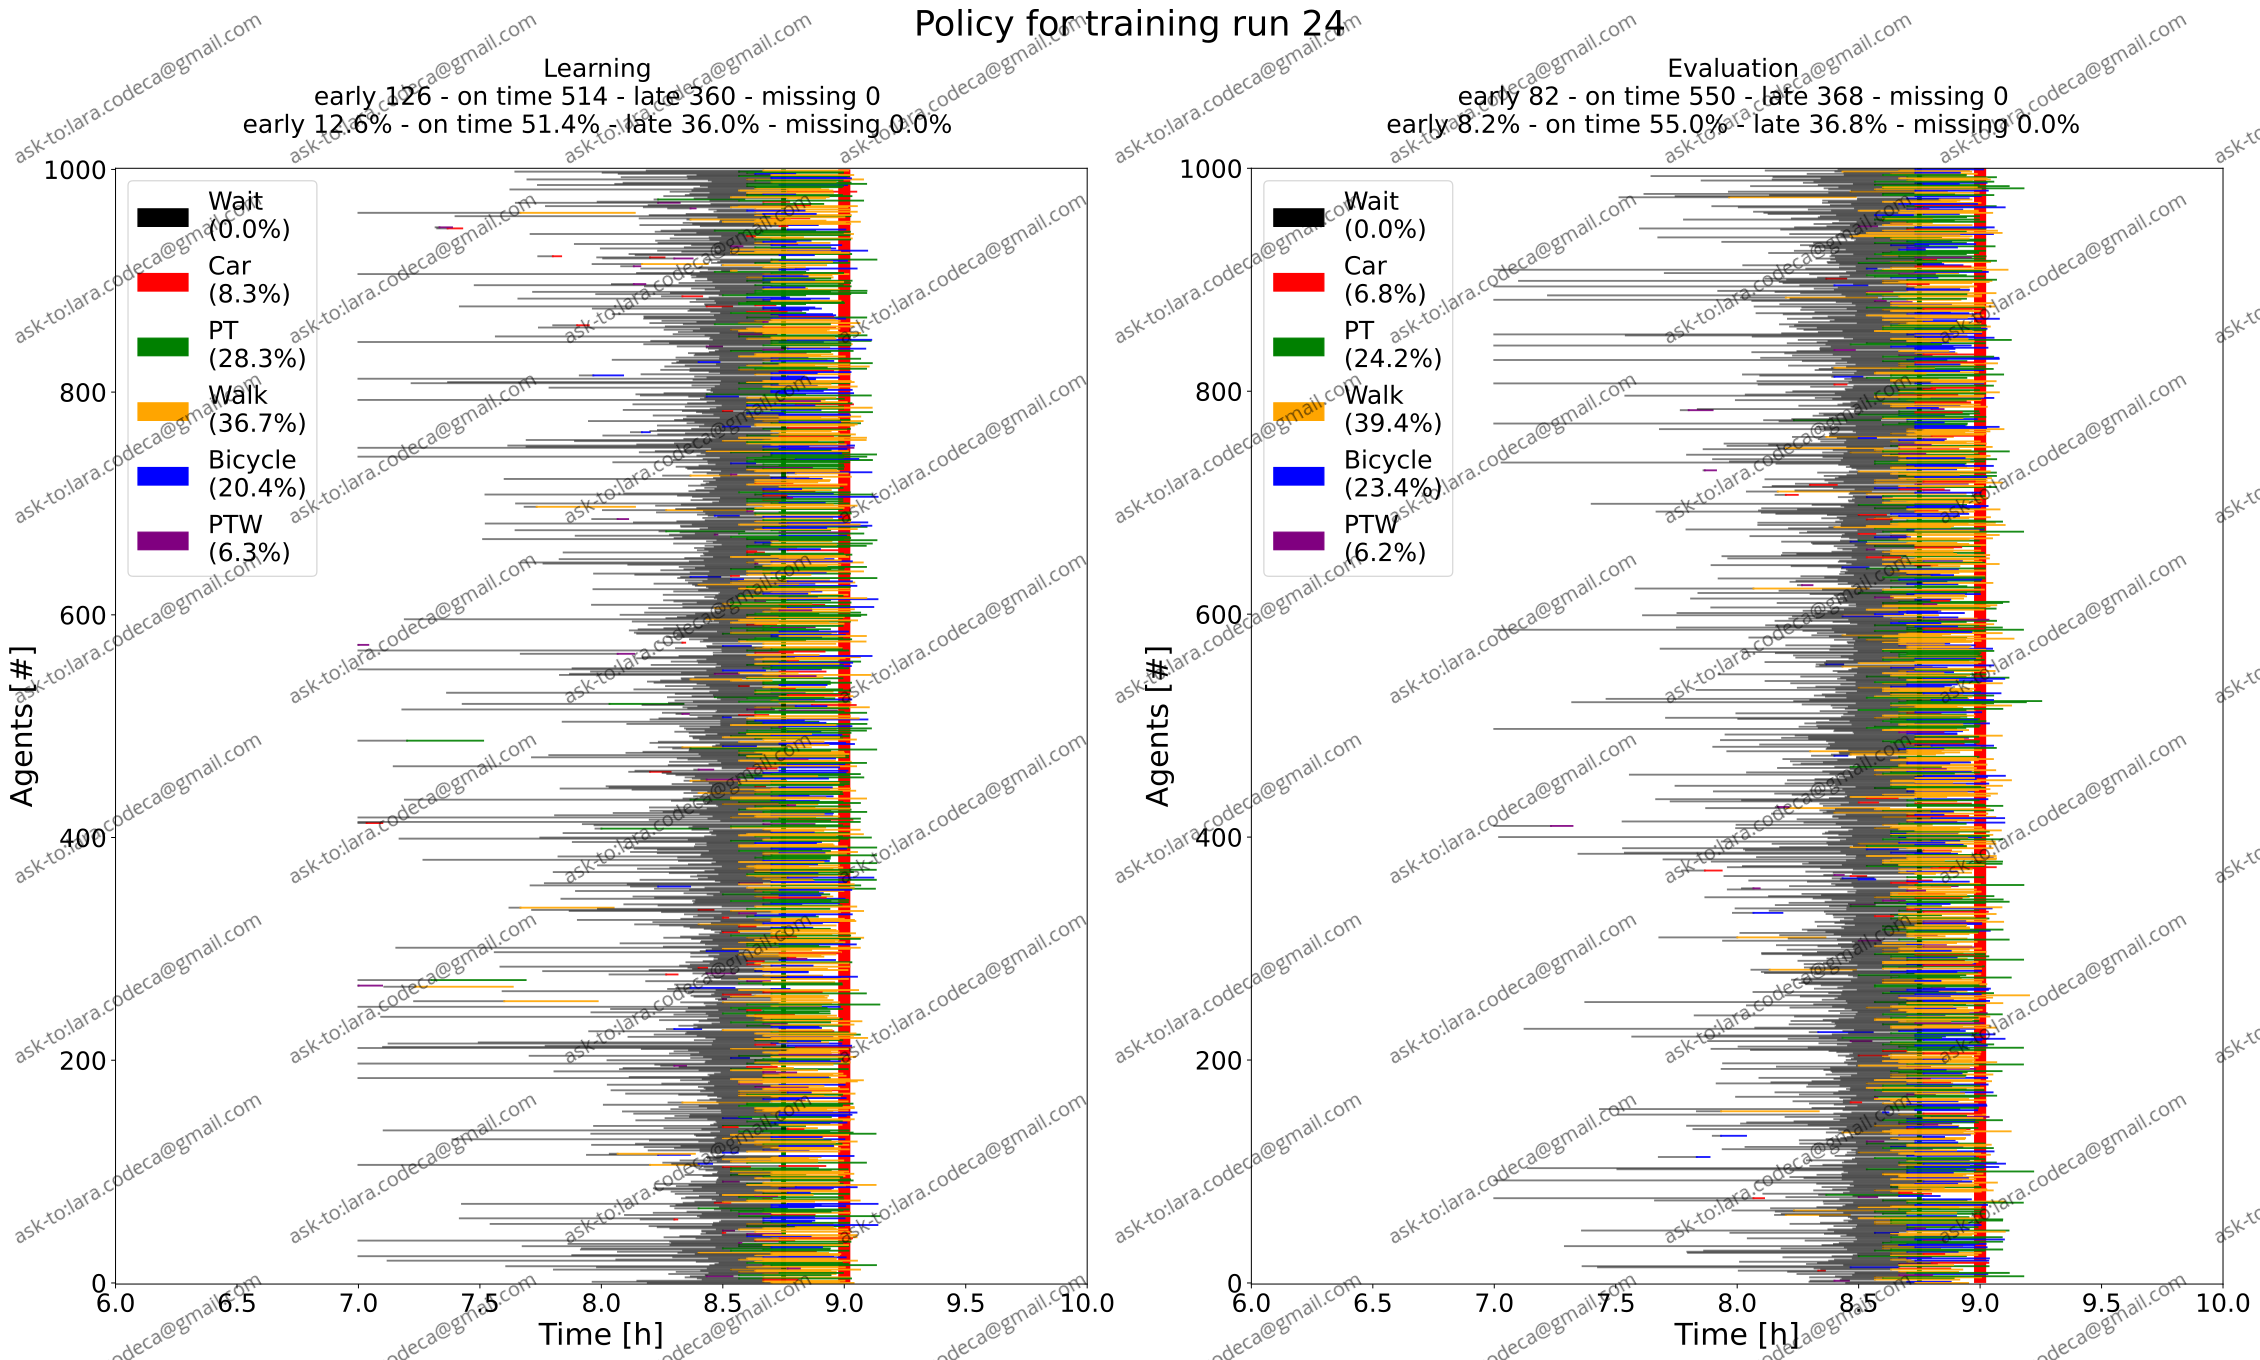 Policy for training run 24
Learning
early 126 - on time 514 - late 360 - missing 0
early 12.6% - on time 51.4% - late 36.0% - missing 0.0%
Evaluation
early 82 - on time 550 - late 368 - missing 0
early 8.2% - on time 55.0% - late 36.8% - missing 0.0%
Agents [#]
1000
800
600
400
200
0
Wait
(0.0%)
Car
(8.3%)
PT
(28.3%)
Walk
(36.7%)
Bicycle
(20.4%)
PTW
(6.3%)
6.0 6.5 7.0 7.5 8.0 8.5 9.0 9.5 10.0
Time [h]
Agents [#]
1000
800
600
400
200
0
Wait
(0.0%)
Car
(6.8%)
PT
(24.2%)
Walk
(39.4%)
Bicycle
(23.4%)
PTW
(6.2%)
6.0 6.5 7.0 7.5 8.0 8.5 9.0 9.5 10.0
Time [h]
ask-to:lara.codeca@gmail.com